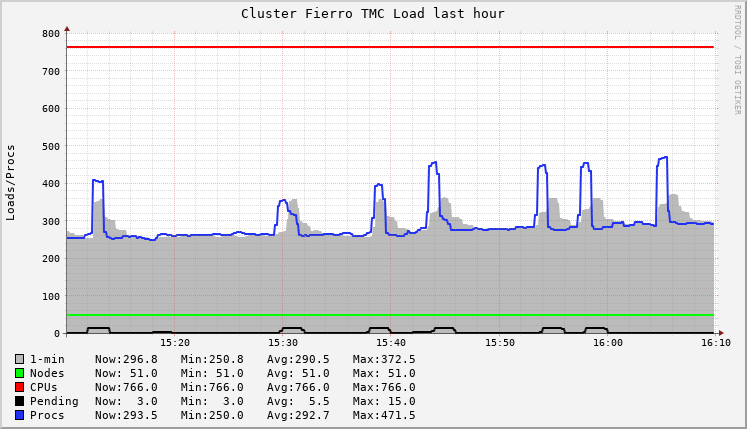 Cluster Fierro TMC Load last hour
RRDTOOL / TOBI OETIKER
Loads/Procs
800
700
600
500
400
300
200
100
0
15:20 15:30 15:40 15:50 16:00 16:10
1-min Now:296.8 Min:250.8 Avg:290.5 Max:372.5
Nodes Now: 51.0 Min: 51.0 Avg: 51.0 Max: 51.0
CPUs Now:766.0 Min:766.0 Avg:766.0 Max:766.0
Pending Now: 3.0 Min: 3.0 Avg: 5.5 Max: 15.0
Procs Now:293.5 Min:250.0 Avg:292.7 Max:471.5